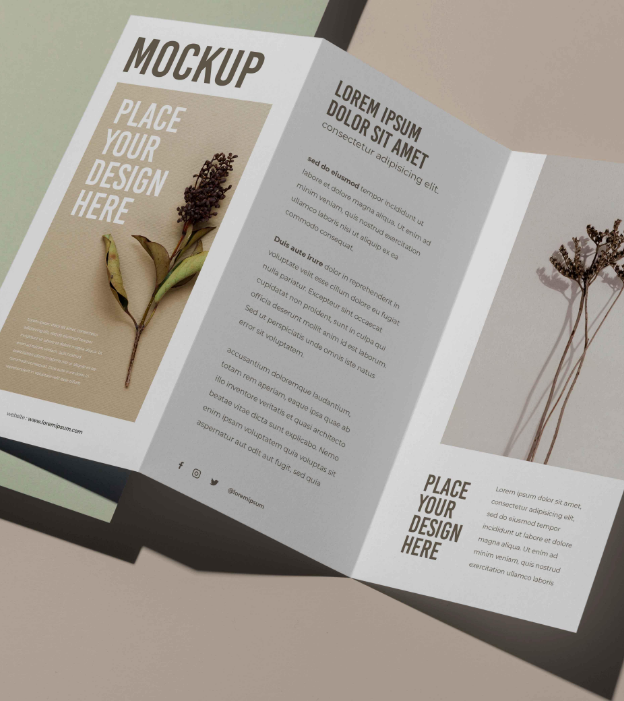 MOCKUP
PLACE
YOUR
DESIGN
HERE
website: www.loremipsum.com
LOREM IPSUM
DOLOR SIT AMET
consectetur adipisicing elit.
sed do eiusmod tempor incididunt ut
labore et dolore magna aliqua. Ut enim ad
minim veniam, quis nostrud exercitation
ullamco laboris nisi ut aliquip ex ea
commodo consequat.
Duis aute irure dolor in reprehenderit in
voluptate velit esse cillum dolore eu fugiat
nulla pariatur. Excepteur sint occaecat
cupidatat non proident, sunt in culpa qui
officia deserunt mollit anim id est laborum.
Sed ut perspiciatis unde omnis iste natus
error sit voluptatem.
accusantium doloremque laudantium,
totam rem aperiam, eaque ipsa quae ab
illo inventore veritatis et quasi architecto
beatae vitae dicta sunt explicabo. Nemo
enim ipsam voluptatem quia voluptas sit
aspernatur aut odit aut fugit, sed quia
@loremipsum
PLACE
YOUR
DESIGN
HERE
Lorem ipsum dolor sit amet,
consectetur adipisicing elit,
sed do eiusmod tempor
incididunt ut labore et dolore
magna aliqua. Ut enim ad
minim veniam, quis nostrud
exercitation ullamco laboris